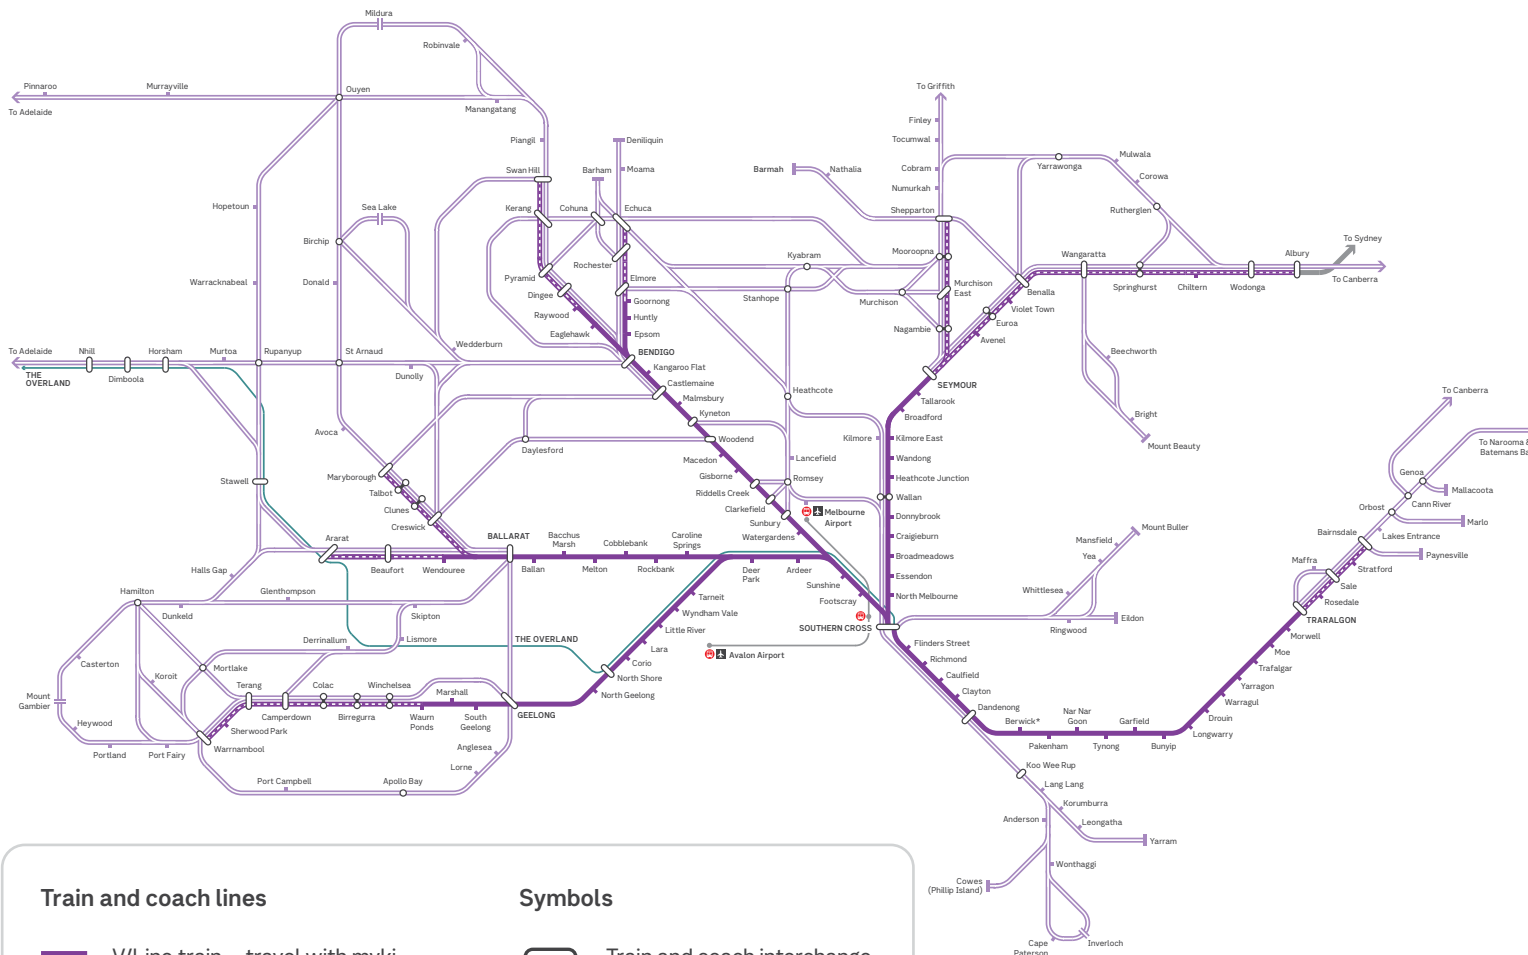 Mildura
Robinvale
Pinnaroo
Murrayville
Ouyen
To Adelaide
Manangatang
To Griffith
Finley
Piangil
Deniliquin
Tocumwal
Mulwala
Yarrawonga
Swan Hill
Barham
Moama
Barmah
Nathalia
Cobram
Corowa
Numurkah
Hopetoun
Sea Lake
Kerang
Cohuna
Echuca
Shepparton
Rutherglen
Birchip
To Sydney
Mooroopna
Wangaratta
Albury
Kyabram
Rochester
Warracknabeal
Donald
Pyramid
Elmore
To Canberra
Springhurst
Chiltern
Wodonga
Dingee
Stanhope
Murchison
Murchison
East
Benalla
Goornong
Raywood
Huntly
Violet Town
Euroa
Eaglehawk
Epsom
Nagambie
Avenel
To Adelaide
Nhill
Horsham
Murtoa
Rupanyup
St Arnaud
Wedderburn
BENDIGO
Beechworth
THE
OVERLAND
Dimboola
Dunolly
Kangaroo Flat
SEYMOUR
Castlemaine
Heathcote
Malmsbury
Tallarook
To Canberra
Kyneton
Broadford
Bright
Avoca
Woodend
Kilmore
Kilmore East
Mount Beauty
To Narooma &
Batemans Ba
Daylesford
Macedon
Lancefield
Wandong
Maryborough
Gisborne
Romsey
Heathcote Junction
Genoa
Stawell
Talbot
Riddells Creek
Wallan
Mallacoota
Clunes
Clarkefield
Melbourne
Airport
Cann River
Orbost
Creswick
Sunbury
Donnybrook
Marlo
Ararat
BALLARAT
Bacchus
Marsh
Cobblebank
Caroline
Springs
Watergardens
Craigieburn
Mount Buller
Mansfield
Bairnsdale
Lakes Entrance
Beaufort
Wendouree
Ballan
Melton
Rockbank
Deer
Park
Ardeer
Broadmeadows
Yea
Paynesville
Halls Gap
Sunshine
Essendon
Maffra
Stratford
Hamilton
Glenthompson
Footscray
North Melbourne
Whittlesea
Sale
Tarneit
Rosedale
Dunkeld
Skipton
Wyndham Vale
SOUTHERN CROSS
Ringwood
Eildon
TRARALGON
Little River
Derrinallum
Lismore
THE OVERLAND
Lara
Avalon Airport
Flinders Street
Morwell
Casterton
Mortlake
Corio
Richmond
Moe
Koroit
North Shore
Caulfield
Trafalgar
Terang
Colac
Winchelsea
Marshall
North Geelong
Clayton
Yarragon
Mount
Gambier
Camperdown
Birregurra
Waurn
Ponds
South
Geelong
GEELONG
Dandenong
Warragul
Heywood
Sherwood Park
Berwick*
Nar Nar
Goon
Garfield
Drouin
Portland
Port Fairy
Warrnambool
Anglesea
Pakenham
Tynong
Bunyip
Longwarry
Lorne
Koo Wee Rup
Port Campbell
Apollo Bay
Lang Lang
Korumburra
Anderson
Leongatha
Yarram
Wonthaggi
Cowes
(Phillip Island)
Train and coach lines
Symbols
Cape
Paterson
Inverloch
V/Line train – travel with myki
Train and coach interchange